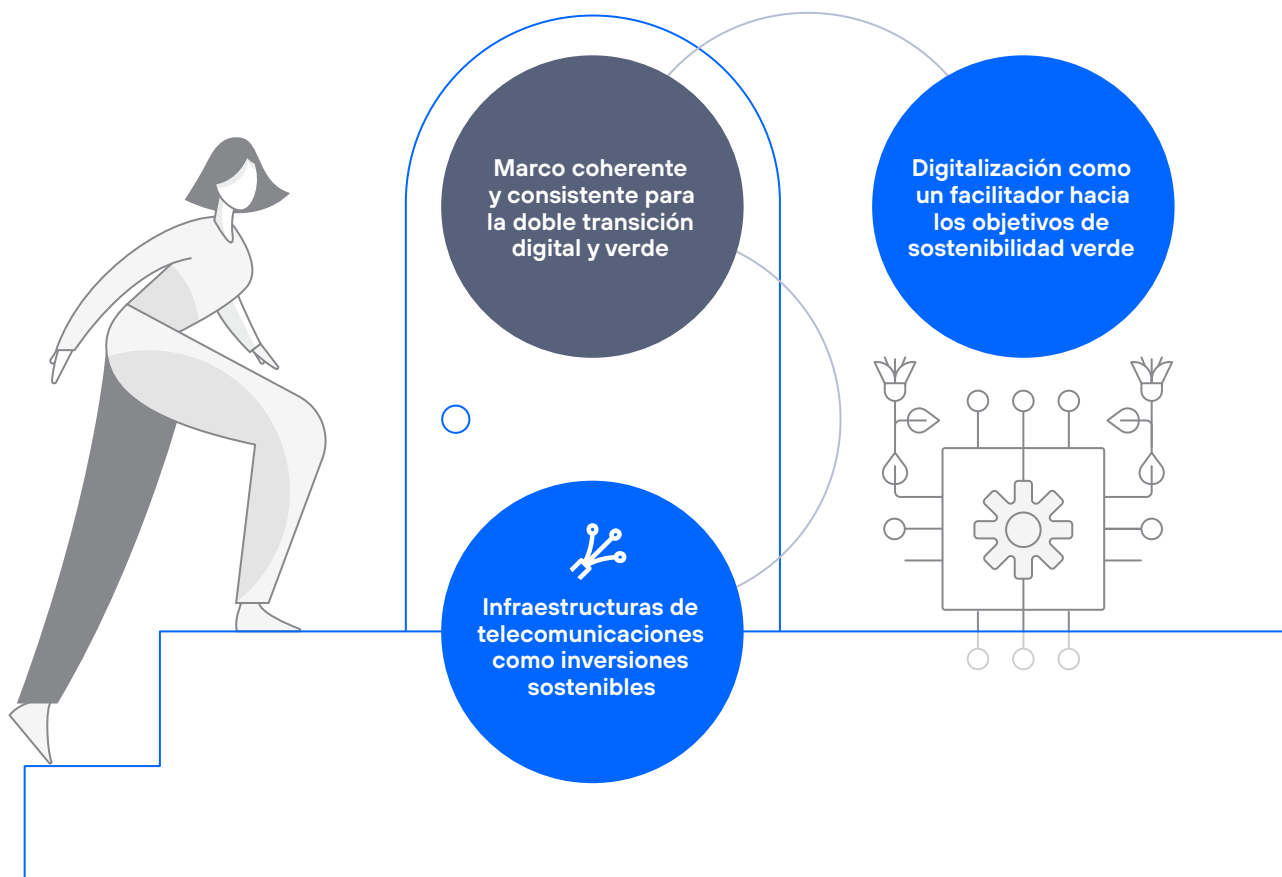 Marco coherente
y consistente para
la doble transición
digital y verde
Digitalización como
un facilitador hacia
los objetivos de
sostenibilidad verde
Infraestructuras de
telecomunicaciones
como inversiones
sostenibles